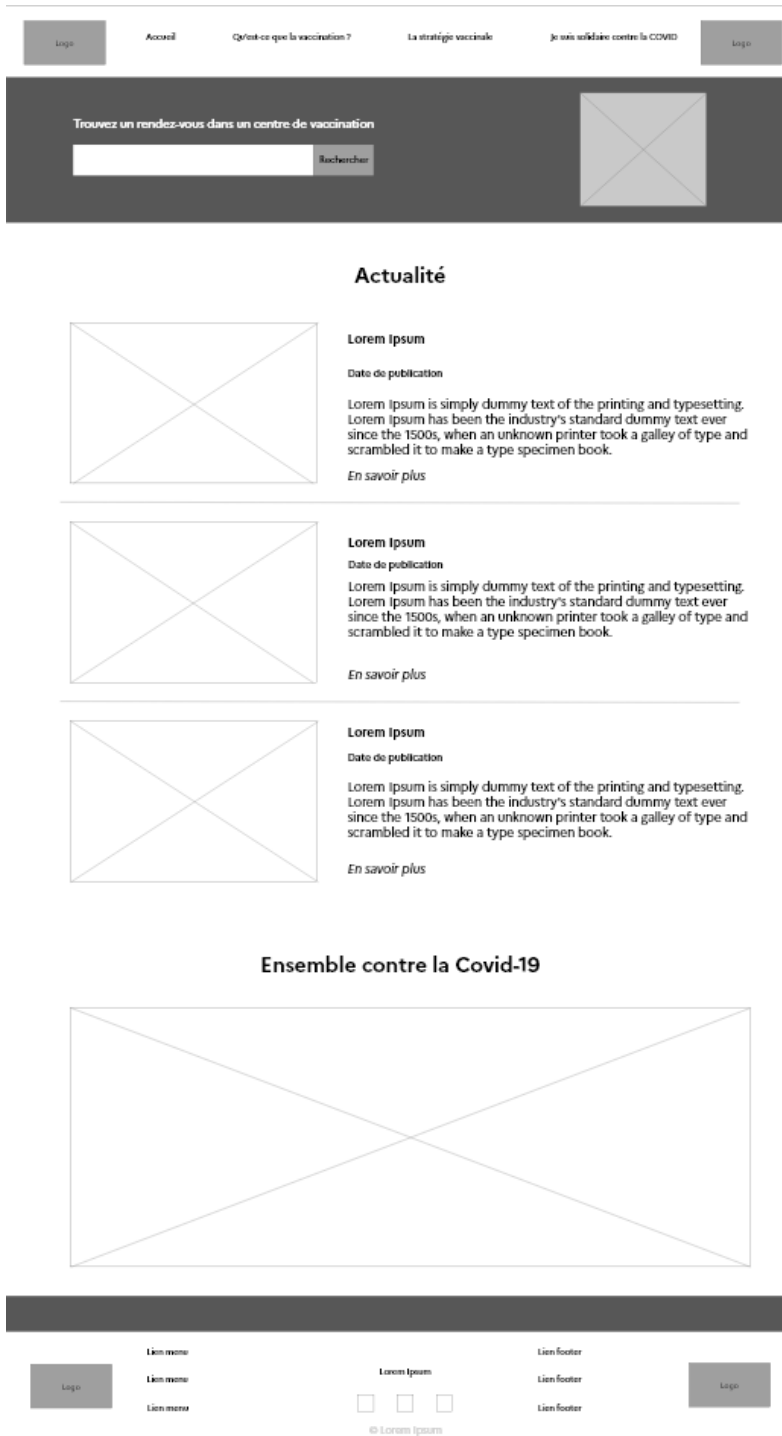 Logo
Accueil
Qu'est-ce que la vaccination ?
La stratégie vaccinale
Je suis solidaire contre la COVID
Logo
Trouvez un rendez-vous dans un centre de vaccination
Rechercher
Actualité
Lorem Ipsum
Date de publication
Lorem Ipsum is simply dummy text of the printing and typesetting.
Lorem Ipsum has been the industry's standard dummy text ever
since the 1500s, when an unknown printer took a galley of type and
scrambled it to make a type specimen book.
En savoir plus
Lorem Ipsum
Date de publication
Lorem Ipsum is simply dummy text of the printing and typesetting.
Lorem Ipsum has been the industry's standard dummy text ever
since the 1500s, when an unknown printer took a galley of type and
scrambled it to make a type specimen book.
En savoir plus
Lorem Ipsum
Date de publication
Lorem Ipsum is simply dummy text of the printing and typesetting.
Lorem Ipsum has been the industry's standard dummy text ever
since the 1500s, when an unknown printer took a galley of type and
scrambled it to make a type specimen book.
En savoir plus
Ensemble contre la Covid-19
Logo
Lien menu
Lien menu
Lien menu
Lorem Ipsum
© Lorem Ipsum
Lien footer
Lien footer
Lien footer
Logo